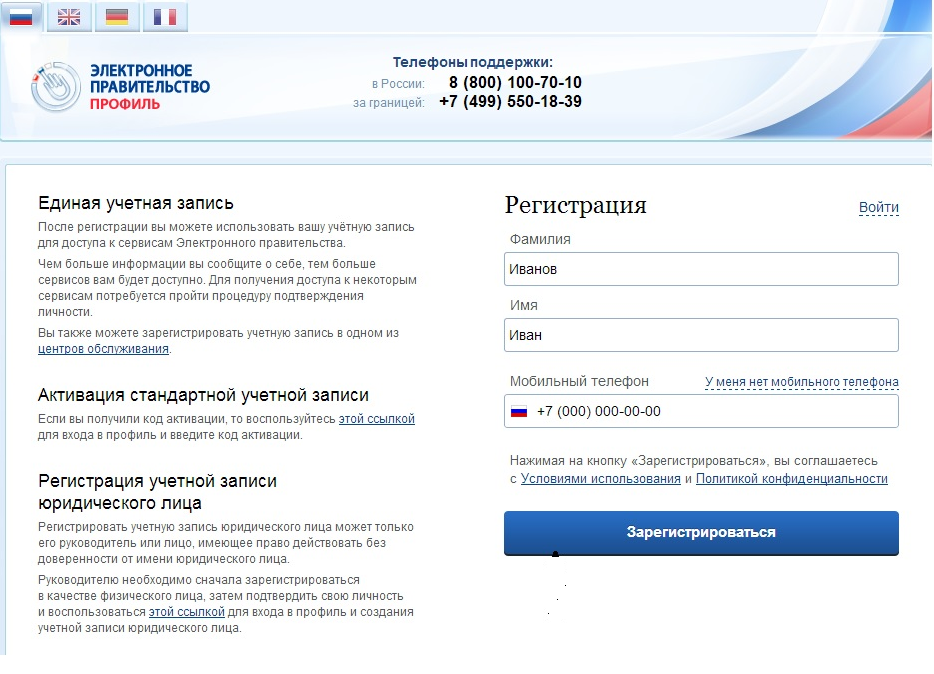 ЭЛЕКТРОННОЕ
ПРАВИТЕЛЬСТВО
ПРОФИЛЬ
Телефоны поддержки:
в России: 8 (800) 100-70-10
за границей: +7 (499) 550-18-39
Единая учетная запись
После регистрации вы можете использовать вашу учётную запись
для доступа к сервисам Электронного правительства.
Чем больше информации вы сообщите о себе, тем больше
сервисов вам будет доступно. Для получения доступа к некоторым
сервисам потребуется пройти процедуру подтверждения
личности.
Вы также можете зарегистрировать учетную запись в одном из
центров обслуживания.
Активация стандартной учетной записи
Если вы получили код активации, то воспользуйтесь этой ссылкой
для входа в профиль и введите код активации.
Регистрация учетной записи
юридического лица
Регистрировать учетную запись юридического лица может только
его руководитель или лицо, имеющее право действовать без
доверенности от имени юридического лица.
Руководителю необходимо сначала зарегистрироваться
в качестве физического лица, затем подтвердить свою личность
и воспользоваться этой ссылкой для входа в профиль и создания
учетной записи юридического лица.
Регистрация
Войти
Фамилия
Иванов
Имя
Иван
Мобильный телефон
У меня нет мобильного телефона
+7 (000) 000-00-00
Нажимая на кнопку «Зарегистрироваться», вы соглашаетесь
с Условиями использования и Политикой конфиденциальности
Зарегистрироваться